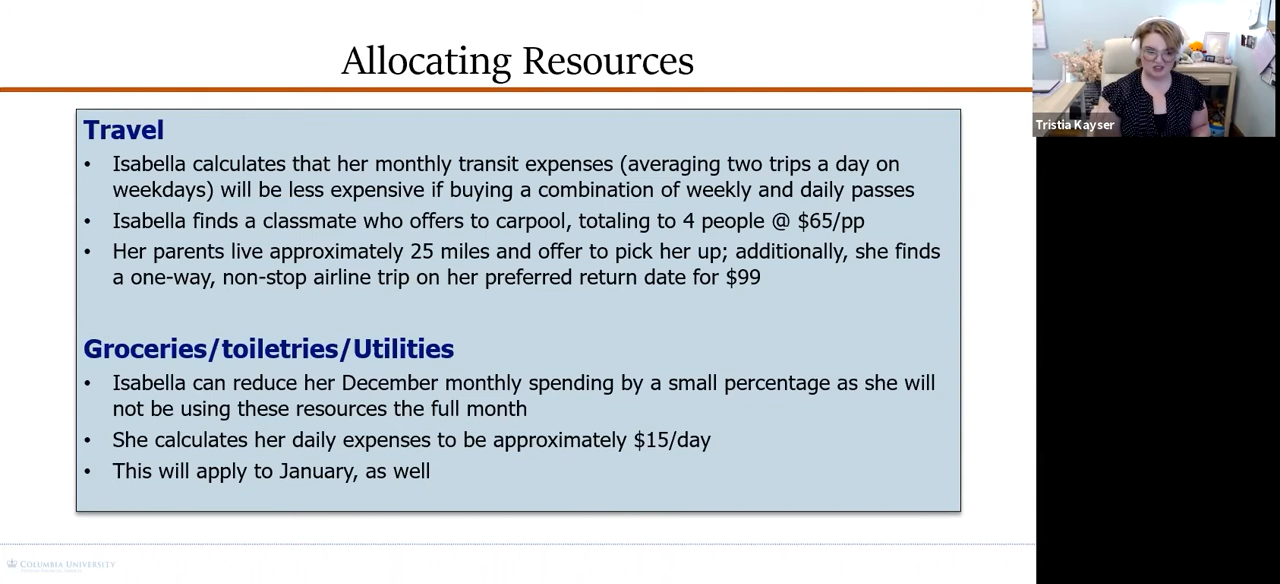 Allocating Resources
Tristia Kayser
Travel
• Isabella calculates that her monthly transit expenses (averaging two trips a day on
weekdays) will be less expensive if buying a combination of weekly and daily passes
• Isabella finds a classmate who offers to carpool, totaling to 4 people @ $65/pp
• Her parents live approximately 25 miles and offer to pick her up; additionally, she finds
a one-way, non-stop airline trip on her preferred return date for $99
Groceries/toiletries/Utilities
• Isabella can reduce her December monthly spending by a small percentage as she will
not be using these resources the full month
• She calculates her daily expenses to be approximately $15/day
• This will apply to January, as well
COLUMBIA UNIVERSITY